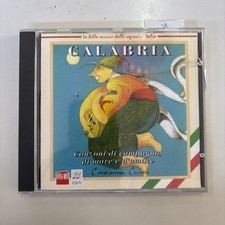 La bella musica delle regioni d'Italia
CALABRIA
Canzoni di campagna,
di mare e d'amore